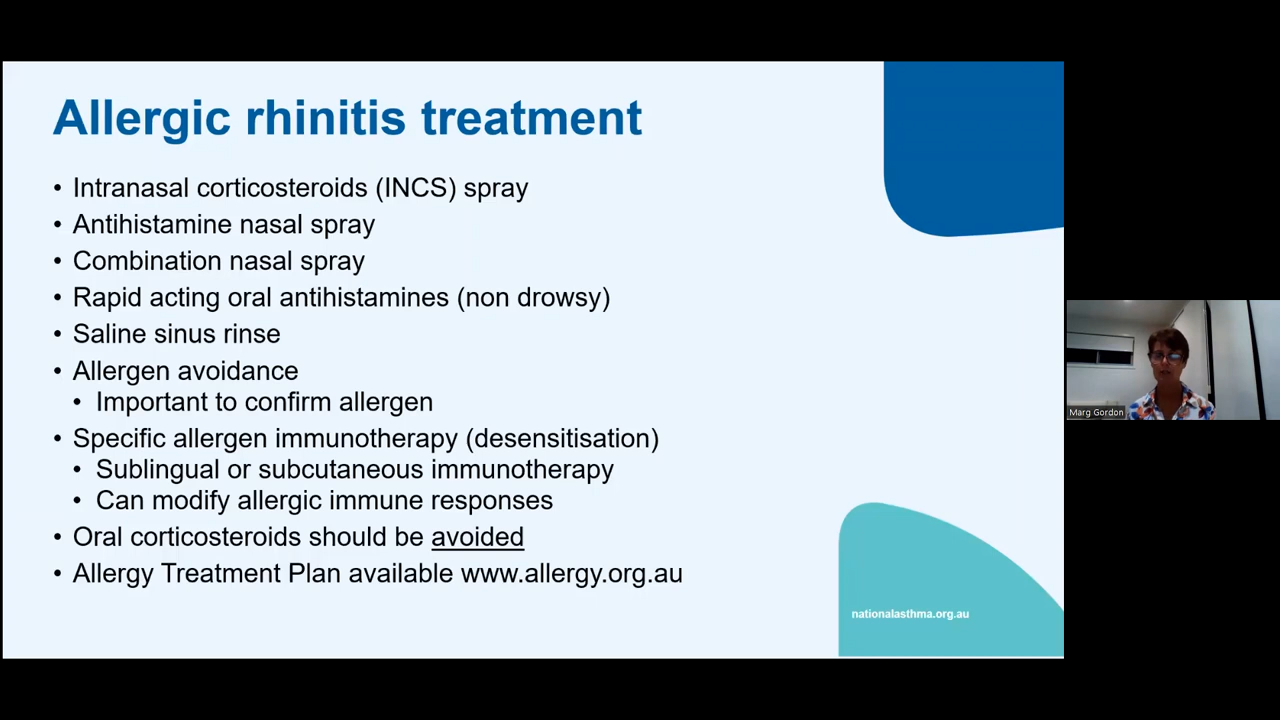 Allergic rhinitis treatment
• Intranasal corticosteroids (INCS) spray
• Antihistamine nasal spray
• Combination nasal spray
• Rapid acting oral antihistamines (non drowsy)
• Saline sinus rinse
• Allergen avoidance
• Important to confirm allergen
• Specific allergen immunotherapy (desensitisation)
• Sublingual or subcutaneous immunotherapy
• Can modify allergic immune responses
• Oral corticosteroids should be avoided
• Allergy Treatment Plan available www.allergy.org.au
nationalasthma.org.au
Marg Gordon